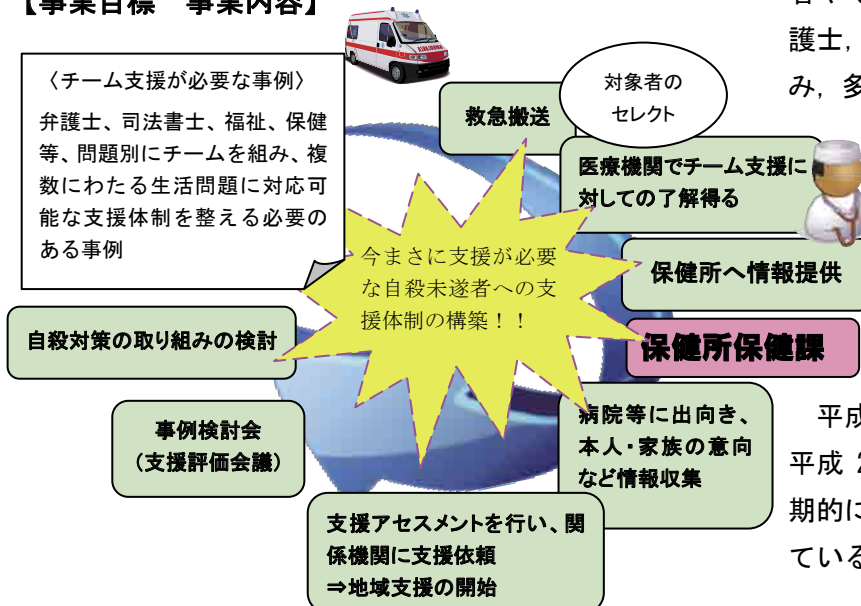 【事業目標　事業内容】
〈チーム支援が必要な事例〉
弁護士、司法書士、福祉、保健
等、問題別にチームを組み、複
数にわたる生活問題に対応可
能な支援体制を整える必要の
ある事例
救急搬送
対象者の
セレクト
医療機関でチーム支援に
対しての了解得る
保健所へ情報提供
保健所保健課
病院等に出向き、
本人・家族の意向
など情報収集
支援アセスメントを行い、関
係機関に支援依頼
⇒地域支援の開始
事例検討会
（支援評価会議）
自殺対策の取り組みの検討
今まさに支援が必要
な自殺未遂者への支
援体制の構築！！
護士，
み，多
平成
平成 2
期的に
ている